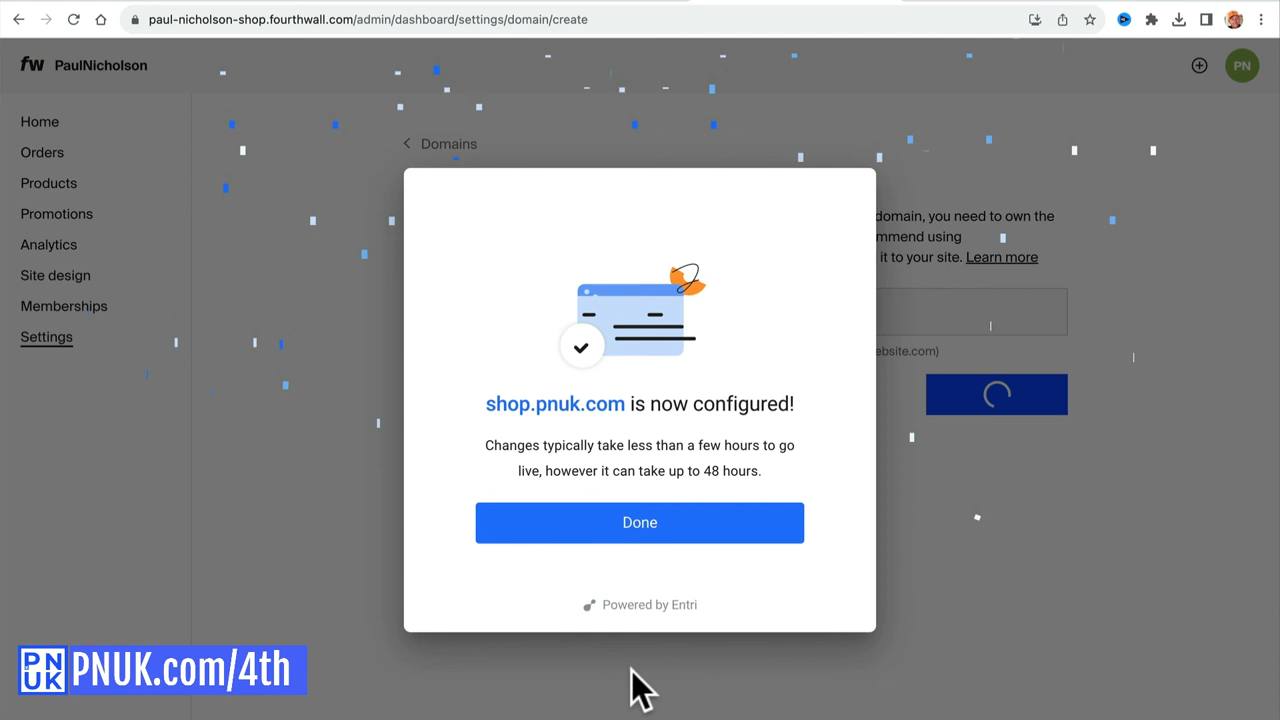 paul-nicholson-shop.fourthwall.com/admin/dashboard/settings/domain/create
fw PaulNicholson
PN
Home
Orders
Products
Promotions
Analytics
Site design
Memberships
Settings
Domains
domain, you need to own the
mmend using
it to your site. Learn more
ebsite.com)
shop.pnuk.com is now configured!
Changes typically take less than a few hours to go
live, however it can take up to 48 hours.
Done
Powered by Entri
PN
UK
PNUK.com/4th